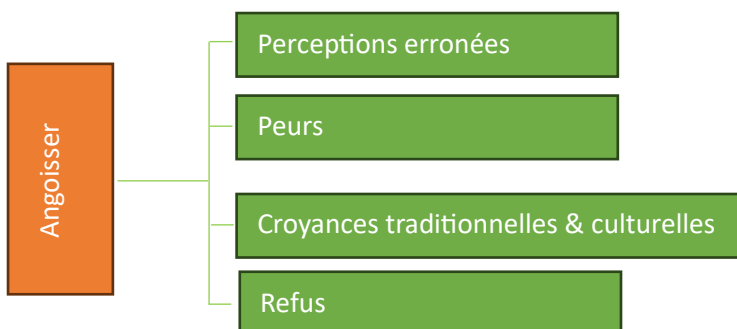 Angoisser
Perceptions erronées
Peurs
Croyances traditionnelles & culturelles
Refus